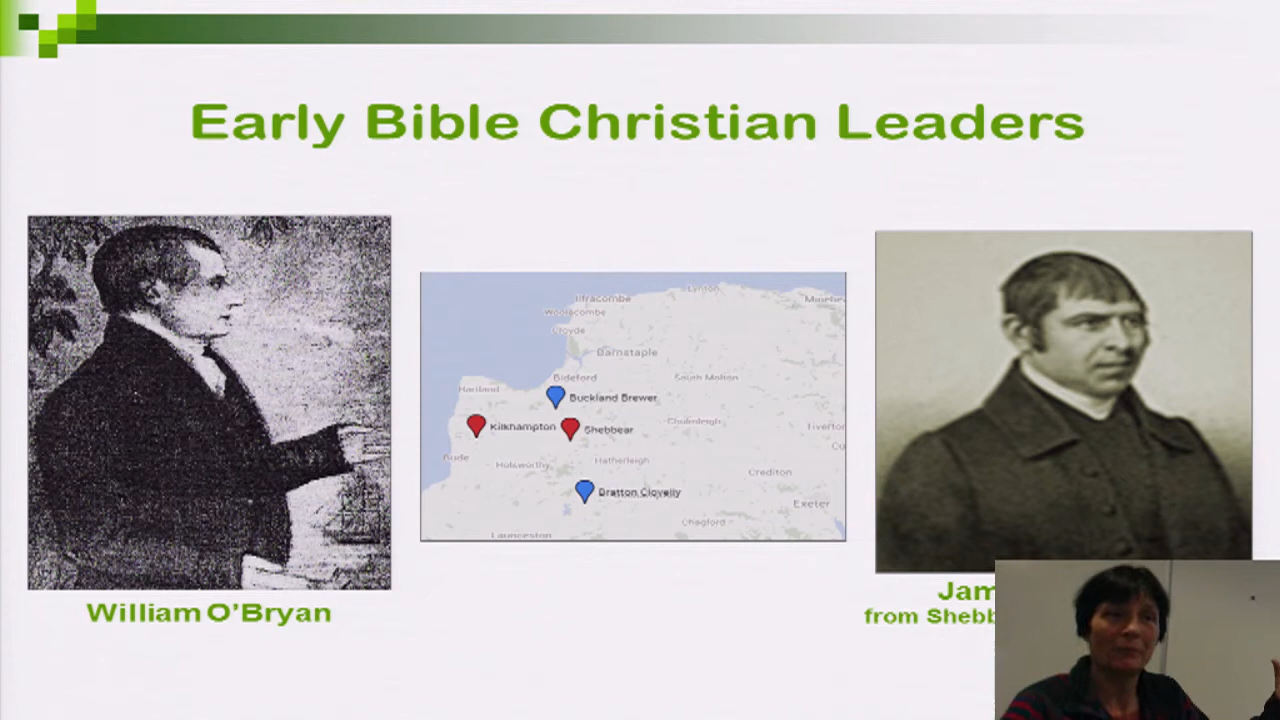 Early Bible Christian Leaders
Ilfracombe
Lynton
Woolacombe
Croyde
Barnstaple
Bideford
South Molton
Hartland
Buckland Brewer
Kilkhampton
Shebbear
Chulmleigh
Tiverton
Bude
Holsworthy
Hatherleigh
Crediton
Bratton Clovelly
Exeter
Chagford
Launceston
William O'Bryan
Jam
from Shebb